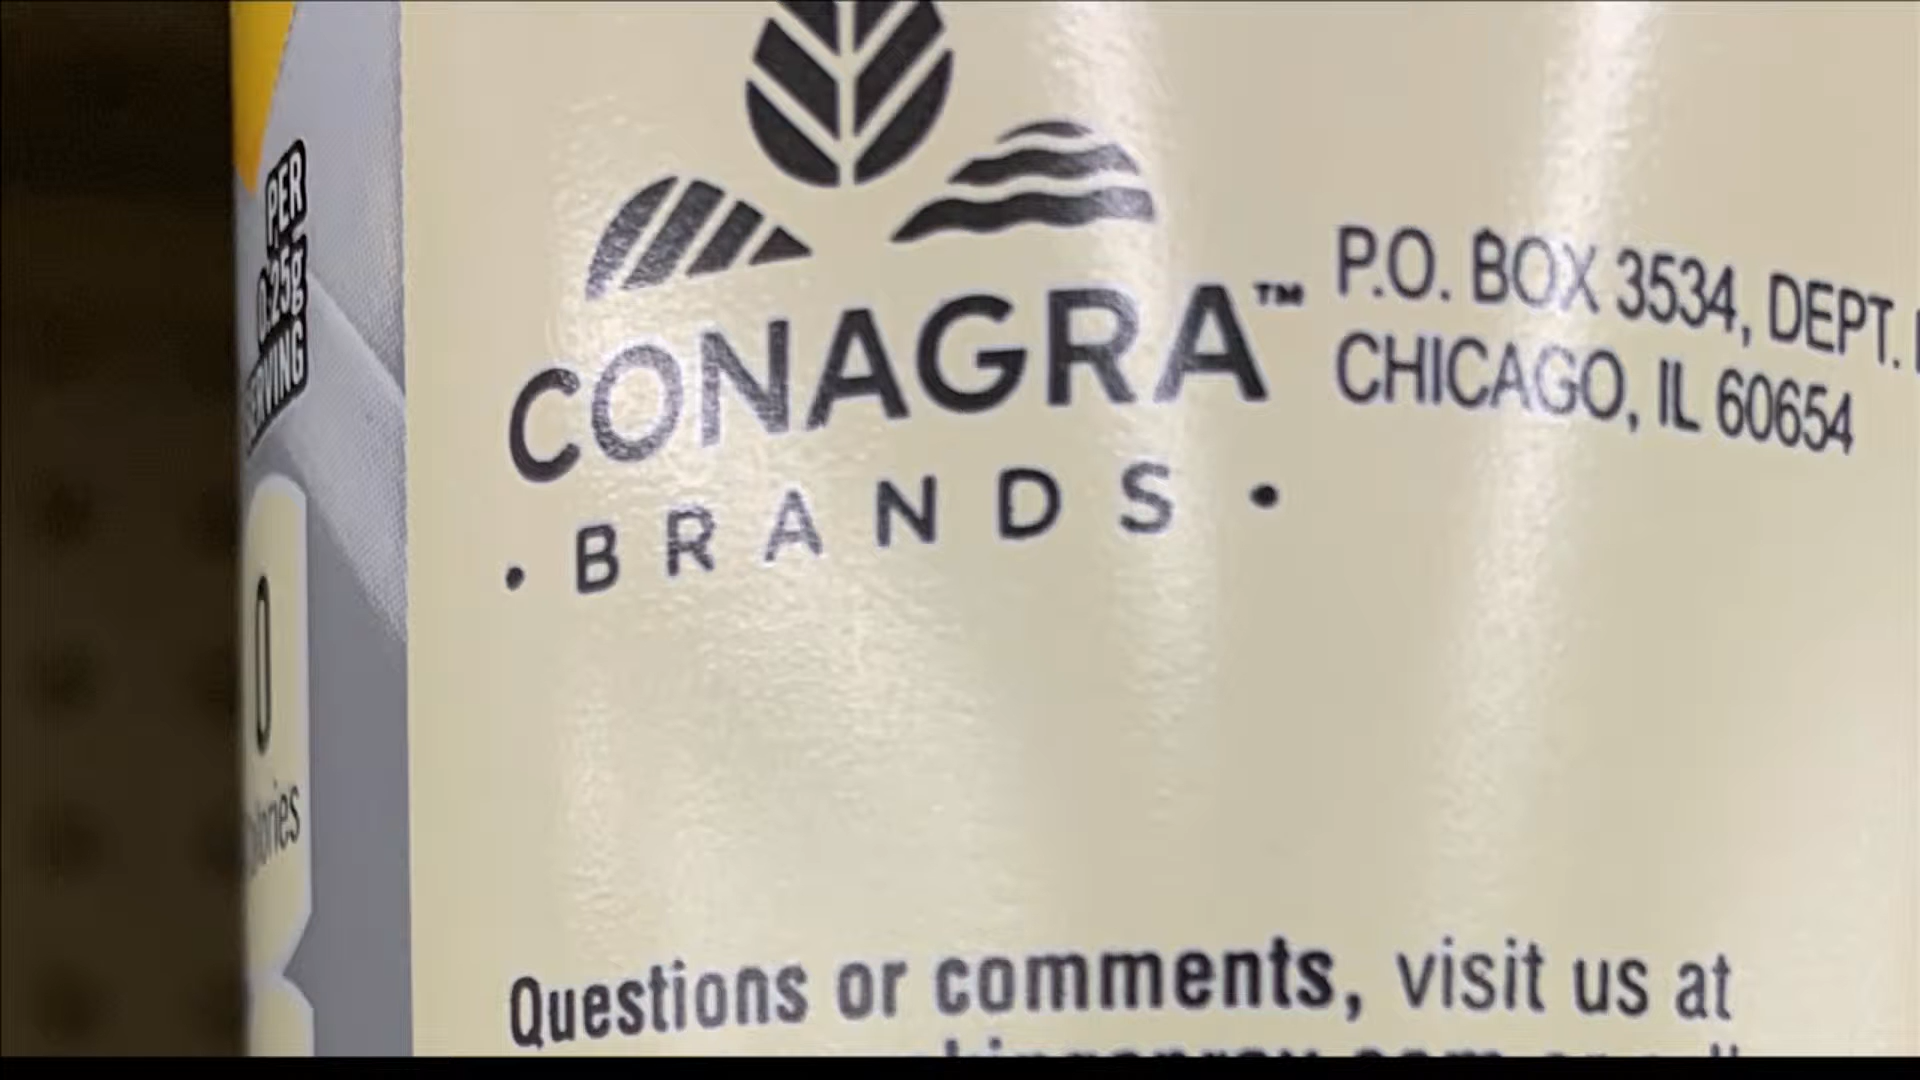 PER
0.25g
SERVING
0
calories
CONAGRA™
• BRANDS •
P.O. BOX 3534, DEPT.
CHICAGO, IL 60654
Questions or comments, visit us at